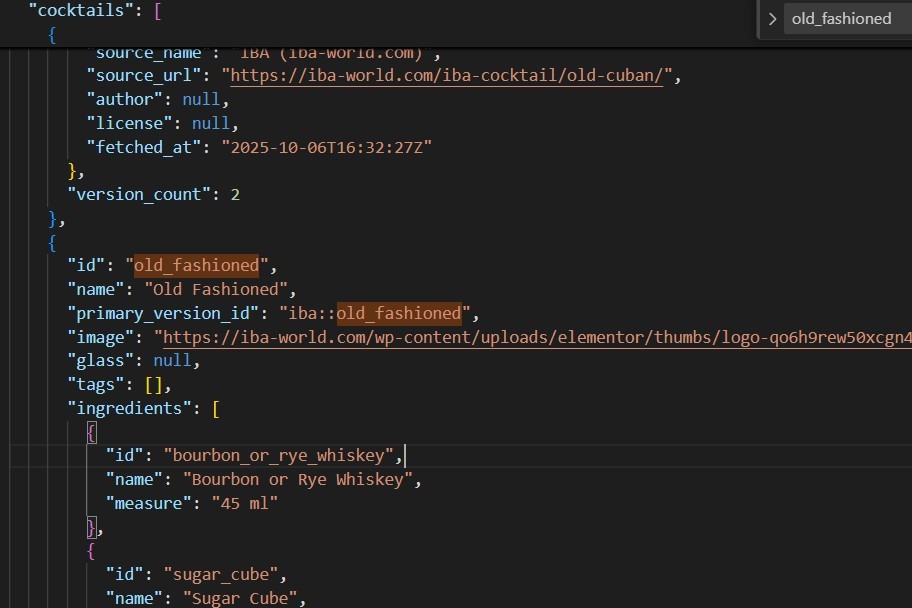 "cocktails": [
old_fashioned
{
"source_name": "IBA (iba-world.com)",
"source_url": "https://iba-world.com/iba-cocktail/old-cuban/",
"author": null,
"license": null,
"fetched_at": "2025-10-06T16:32:27Z"
},
"version_count": 2
},
{
"id": "old_fashioned",
"name": "Old Fashioned",
"primary_version_id": "iba::old_fashioned",
"image": "https://iba-world.com/wp-content/uploads/elementor/thumbs/logo-qo6h9rew50xcgn4
"glass": null,
"tags": [],
"ingredients": [
{
"id": "bourbon_or_rye_whiskey",
"name": "Bourbon or Rye Whiskey",
"measure": "45 ml"
},
{
"id": "sugar_cube",
"name": "Sugar Cube",